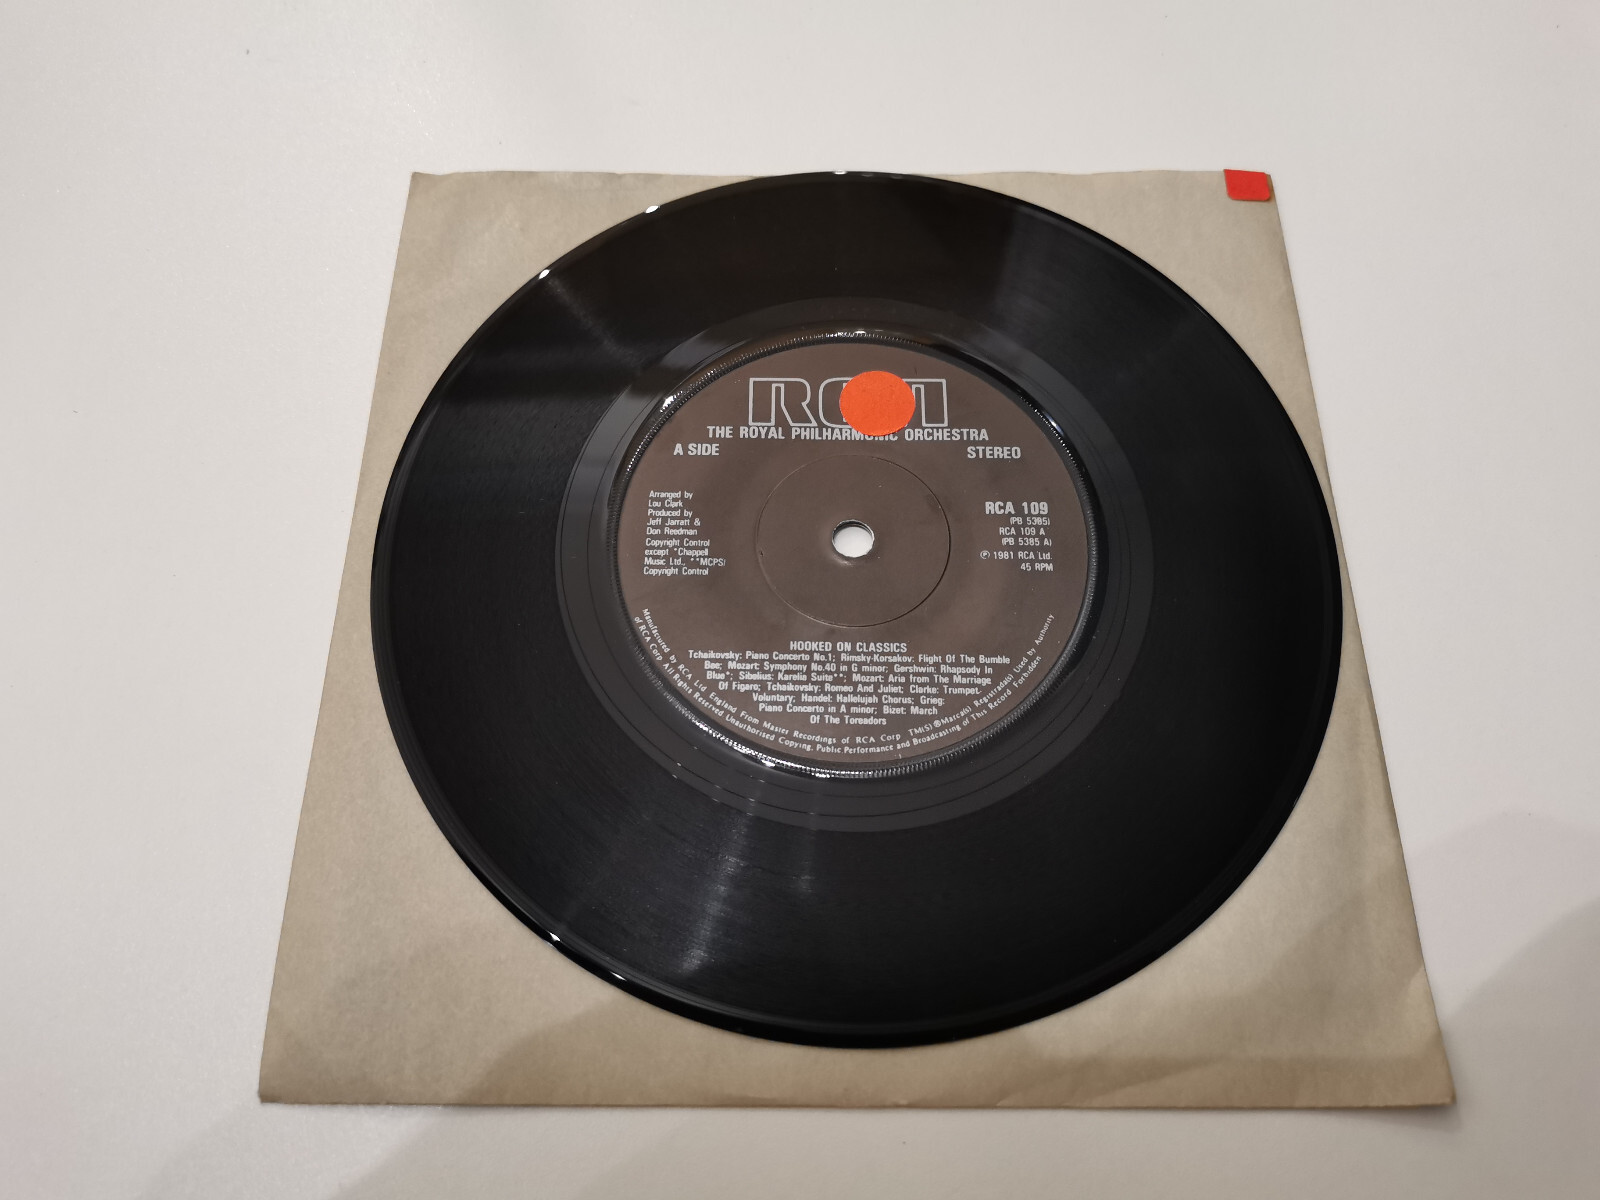 RCA
THE ROYAL PHILHARMONIC ORCHESTRA
A SIDE
STEREO
Arranged by
Lou Clark
Produced by
Jeff Jarratt &
Don Reedman
Copyright Control
except *Chappell
Music Ltd., **MCPS)
Copyright Control
RCA 109
(PB 5385)
RCA 109 A
(PB 5385 A)
℗ 1981 RCA Ltd.
45 RPM
HOOKED ON CLASSICS
Tchaikovsky: Piano Concerto No.1; Rimsky-Korsakov: Flight Of The Bumble
Bee; Mozart: Symphony No.40 in G minor; Gershwin: Rhapsody In
Blue*; Sibelius: Karelia Suite**; Mozart: Aria from The Marriage
Of Figaro; Tchaikovsky: Romeo And Juliet; Clarke: Trumpet
Voluntary; Handel: Hallelujah Chorus; Grieg:
Piano Concerto in A minor; Bizet: March
Of The Toreadors
Manufactured by RCA Ltd England From Master Recordings of RCA Corp TM(S) ®Marca(s) Registrada(s) Used by Authority
of RCA Corp All Rights Reserved Unauthorised Copying, Public Performance and Broadcasting of This Record Forbidden